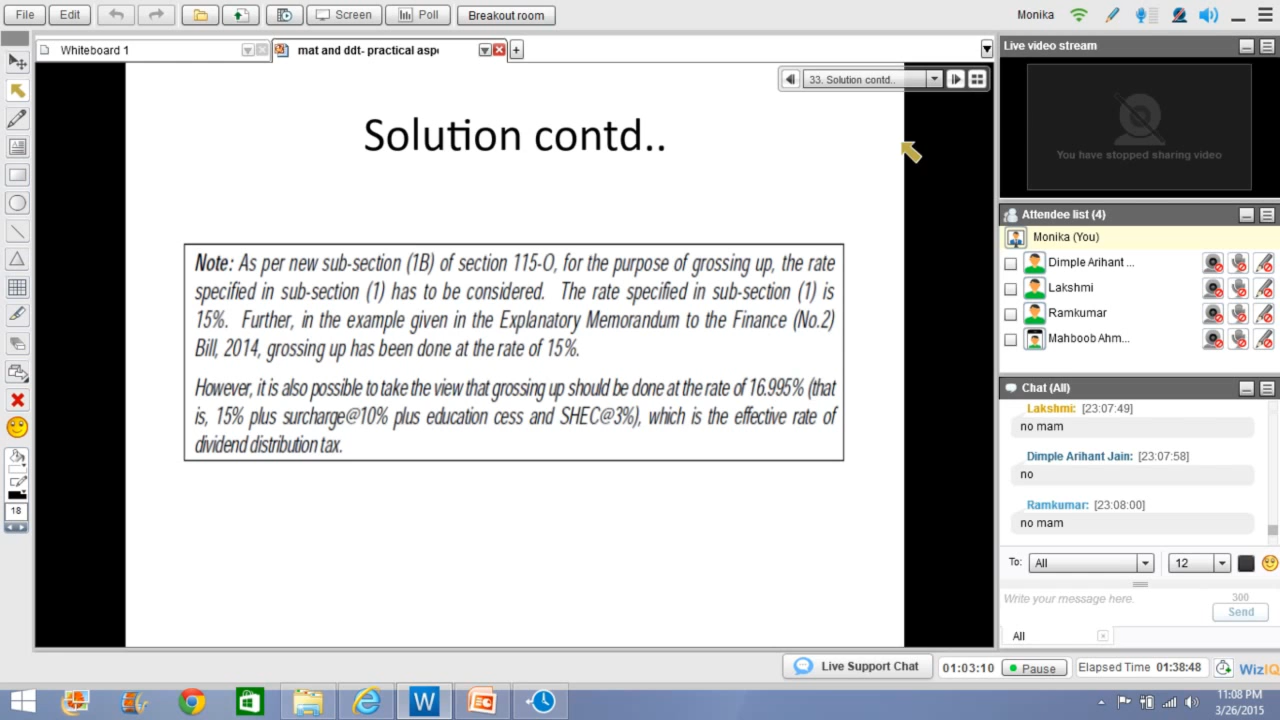 File
Edit
Screen
Poll
Breakout room
Monika
Whiteboard 1
mat and ddt- practical aspe
33. Solution contd..
Solution contd..
Note: As per new sub-section (1B) of section 115-O, for the purpose of grossing up, the rate
specified in sub-section (1) has to be considered. The rate specified in sub-section (1) is
15%. Further, in the example given in the Explanatory Memorandum to the Finance (No.2)
Bill, 2014, grossing up has been done at the rate of 15%.
However, it is also possible to take the view that grossing up should be done at the rate of 16.995% (that
is, 15% plus surcharge@10% plus education cess and SHEC@3%), which is the effective rate of
dividend distribution tax.
18
Live video stream
You have stopped sharing video
Attendee list (4)
Monika (You)
Dimple Arihant ...
Lakshmi
Ramkumar
Mahboob Ahm...
Chat (All)
Lakshmi: [23:07:49]
no mam
Dimple Arihant Jain: [23:07:58]
no
Ramkumar: [23:08:00]
no mam
To: All 12
Write your message here. 300
Send
All
Live Support Chat
01:03:10 Pause Elapsed Time 01:38:48 WizIQ
11:08 PM
3/26/2015